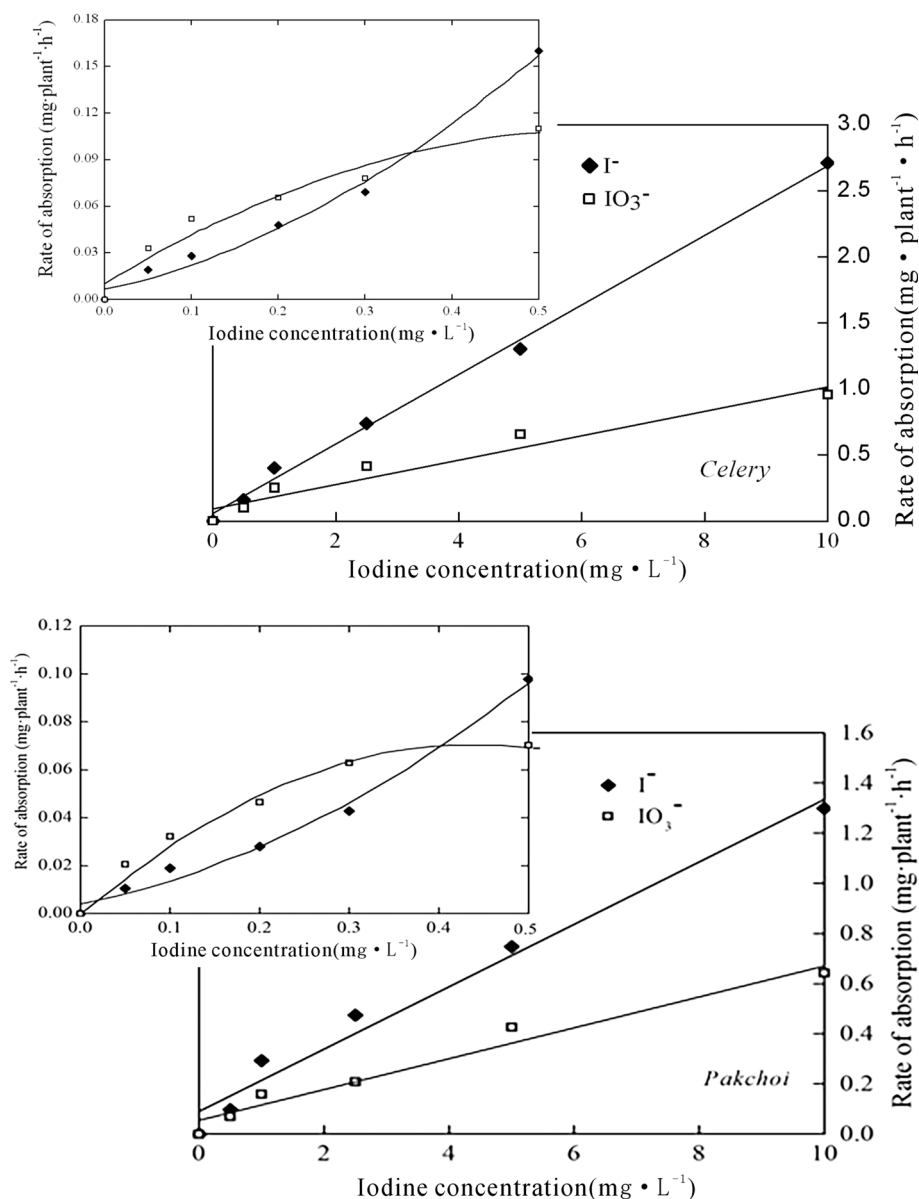 0.18
0.15
0.12
0.09
0.06
0.03
0.00
Rate of absorption (mg·plant⁻¹·h⁻¹)
0.0 0.1 0.2 0.3 0.4 0.5
Iodine concentration(mg • L⁻¹)
I⁻
IO₃⁻
3.0
2.5
2.0
1.5
1.0
0.5
0.0
Rate of absorption(mg • plant⁻¹ • h⁻¹)
Celery
0 2 4 6 8 10
Iodine concentration(mg • L⁻¹)
0.12
0.10
0.08
0.06
0.04
0.02
0.00
Rate of absorption (mg·plant⁻¹·h⁻¹)
0.0 0.1 0.2 0.3 0.4 0.5
Iodine concentration(mg • L⁻¹)
I⁻
IO₃⁻
1.6
1.4
1.2
1.0
0.8
0.6
0.4
0.2
0.0
Rate of absorption (mg·plant⁻¹·h⁻¹)
Pakchoi
0 2 4 6 8 10
Iodine concentration(mg • L⁻¹)